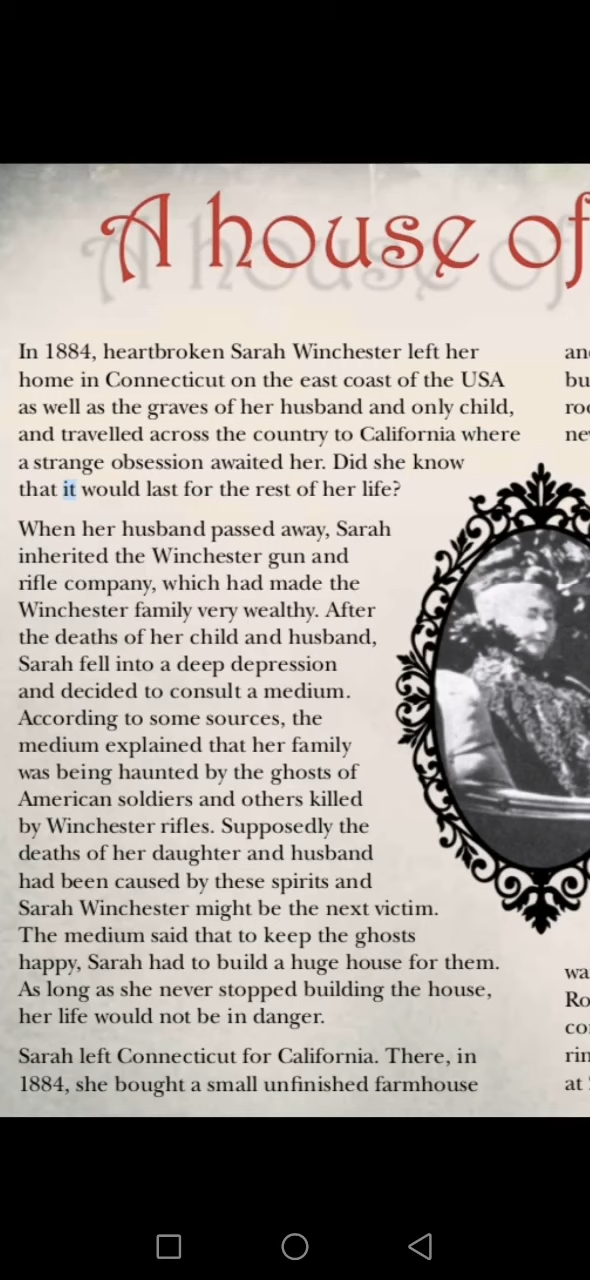 A house of
In 1884, heartbroken Sarah Winchester left her
home in Connecticut on the east coast of the USA
as well as the graves of her husband and only child,
and travelled across the country to California where
a strange obsession awaited her. Did she know
that it would last for the rest of her life?
When her husband passed away, Sarah
inherited the Winchester gun and
rifle company, which had made the
Winchester family very wealthy. After
the deaths of her child and husband,
Sarah fell into a deep depression
and decided to consult a medium.
According to some sources, the
medium explained that her family
was being haunted by the ghosts of
American soldiers and others killed
by Winchester rifles. Supposedly the
deaths of her daughter and husband
had been caused by these spirits and
Sarah Winchester might be the next victim.
The medium said that to keep the ghosts
happy, Sarah had to build a huge house for them.
As long as she never stopped building the house,
her life would not be in danger.
Sarah left Connecticut for California. There, in
1884, she bought a small unfinished farmhouse
at